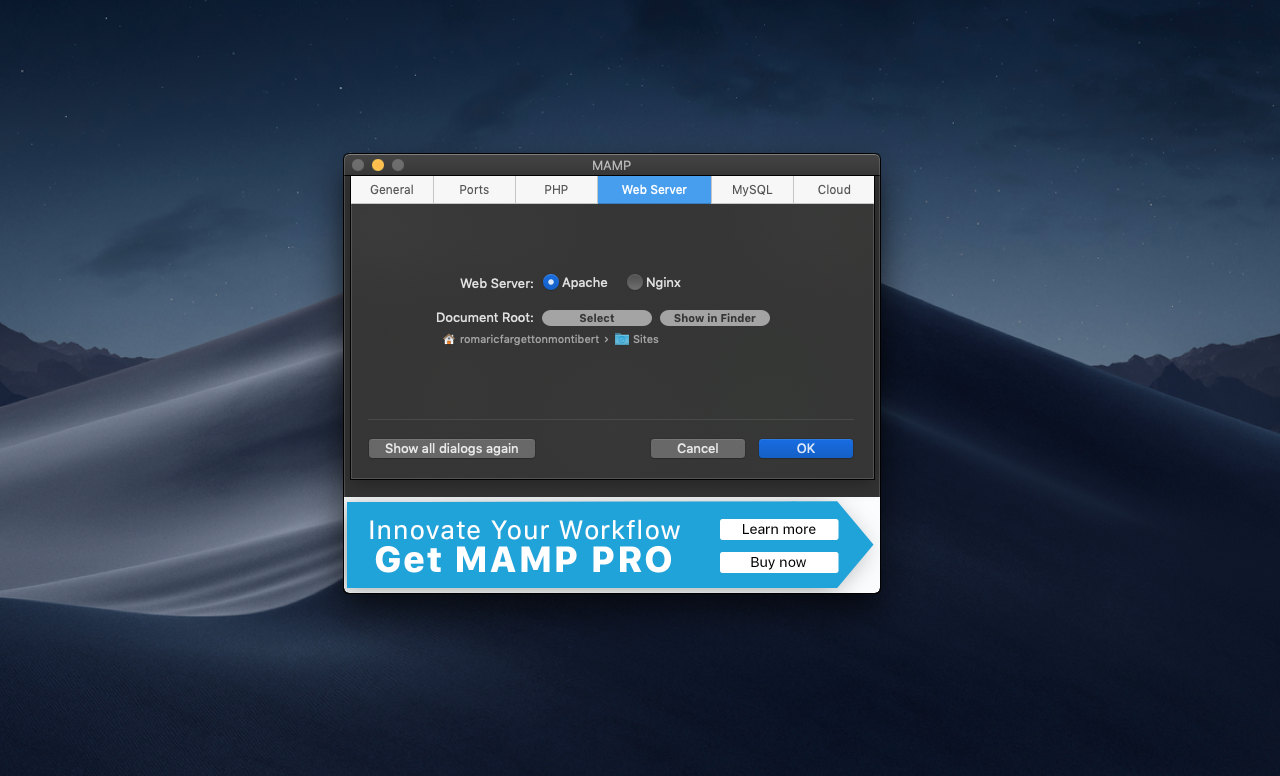 MAMP
General Ports PHP Web Server MySQL Cloud
Web Server: Apache Nginx
Document Root: Select Show in Finder
romaricfargettonmontibert › Sites
Show all dialogs again Cancel OK
Innovate Your Workflow
Get MAMP PRO
Learn more
Buy now